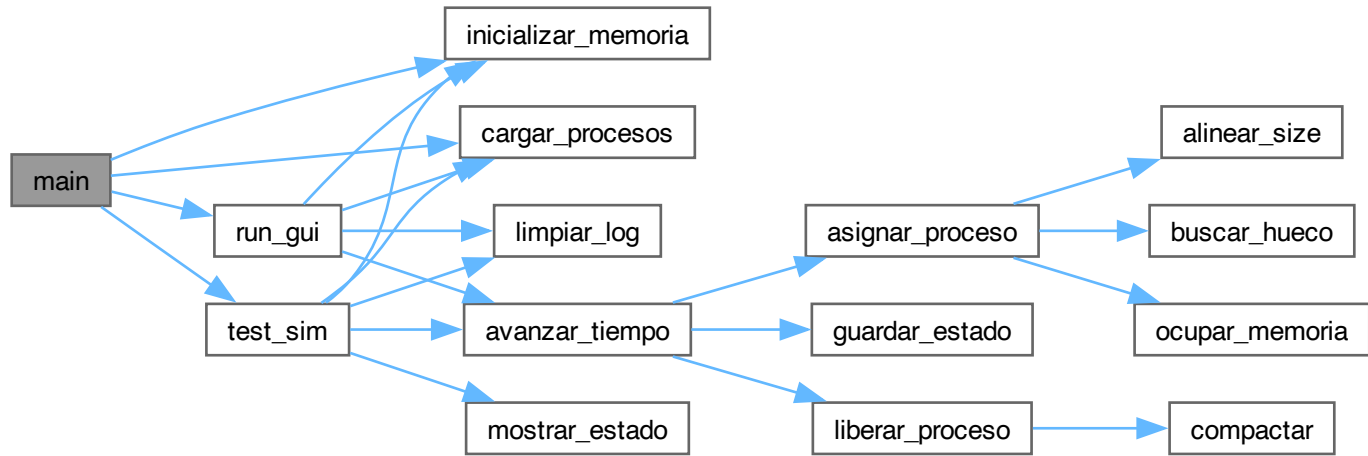 main
inicializar_memoria
cargar_procesos
run_gui
limpiar_log
test_sim
avanzar_tiempo
mostrar_estado
asignar_proceso
guardar_estado
liberar_proceso
alinear_size
buscar_hueco
ocupar_memoria
compactar